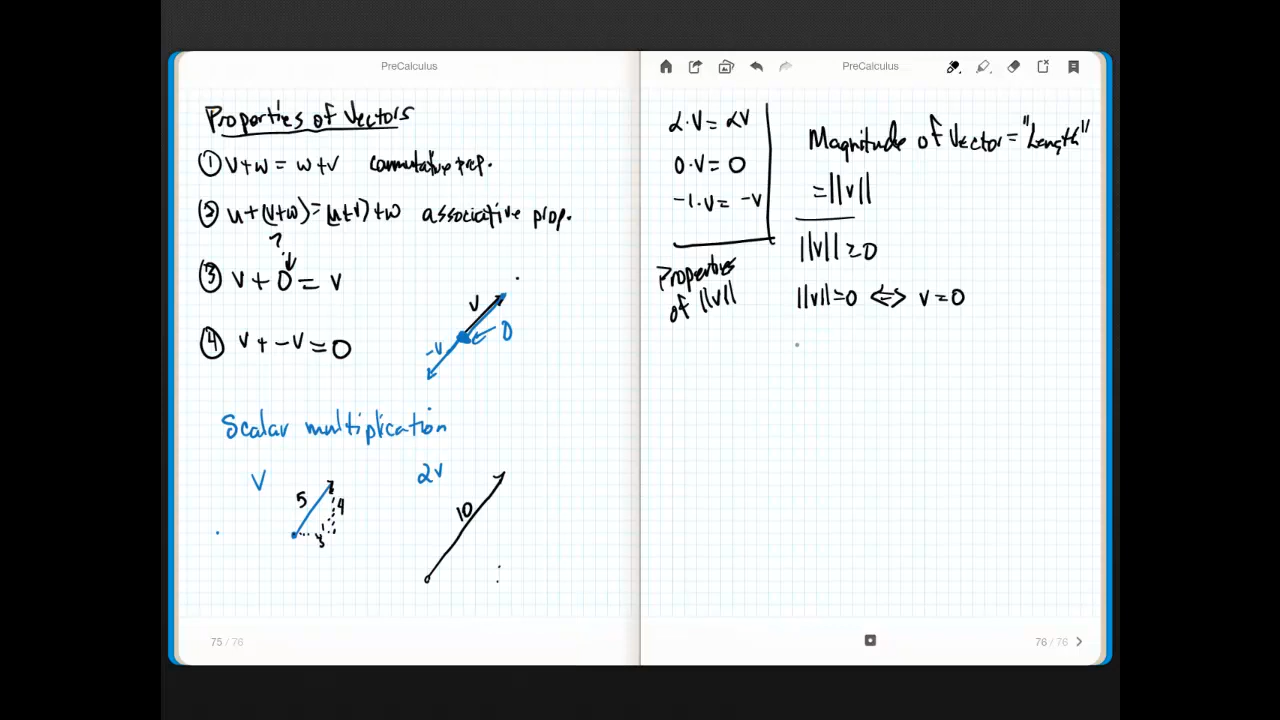 PreCalculus
Properties of Vectors
① v+w = w+v commutative prop.
② u+(v+w)=(u+v)+w associative prop.
?
③ v + 0 = v
④ v + -v = 0
v
-v
0
Scalar multiplication
v
5
4
3
2v
10
75 / 76
PreCalculus
α·v = αv
0·v = 0
-1·v = -v
Magnitude of Vector = "Length"
= ||v||
Properties
of ||v||
||v|| ≥ 0
||v|| = 0 <=> v = 0
76 / 76